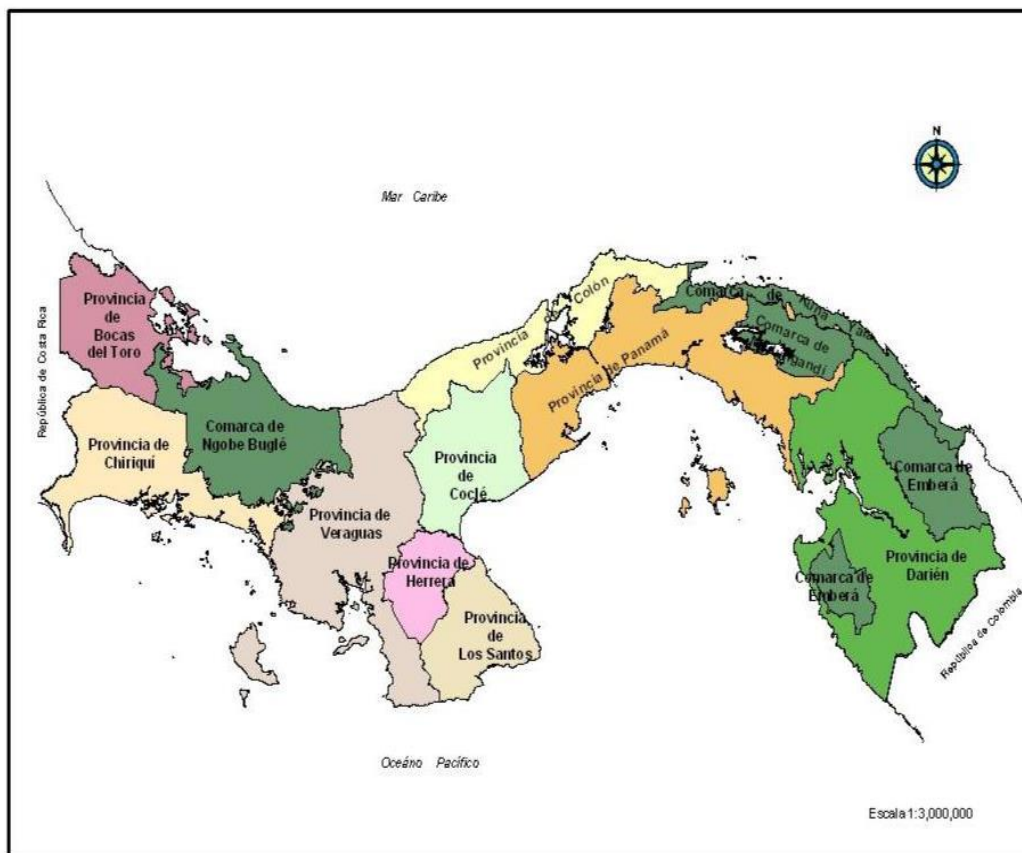 N
Mar Caribe
República de Costa Rica
Provincia
de
Bocas
del Toro
Provincia de Colón
Comarca de Kuna Yala
Comarca de
Provincia de Panamá
Comarca de
Ngobe Buglé
Provincia de
Chiriquí
Provincia
de
Coclé
Comarca de
Emberá
Provincia de
Veraguas
Provincia de
Herrera
Provincia de
Darién
Comarca de
Emberá
Provincia
de
Los Santos
República de Colombia
Oceáno Pacífico
Escala 1:3,000,000